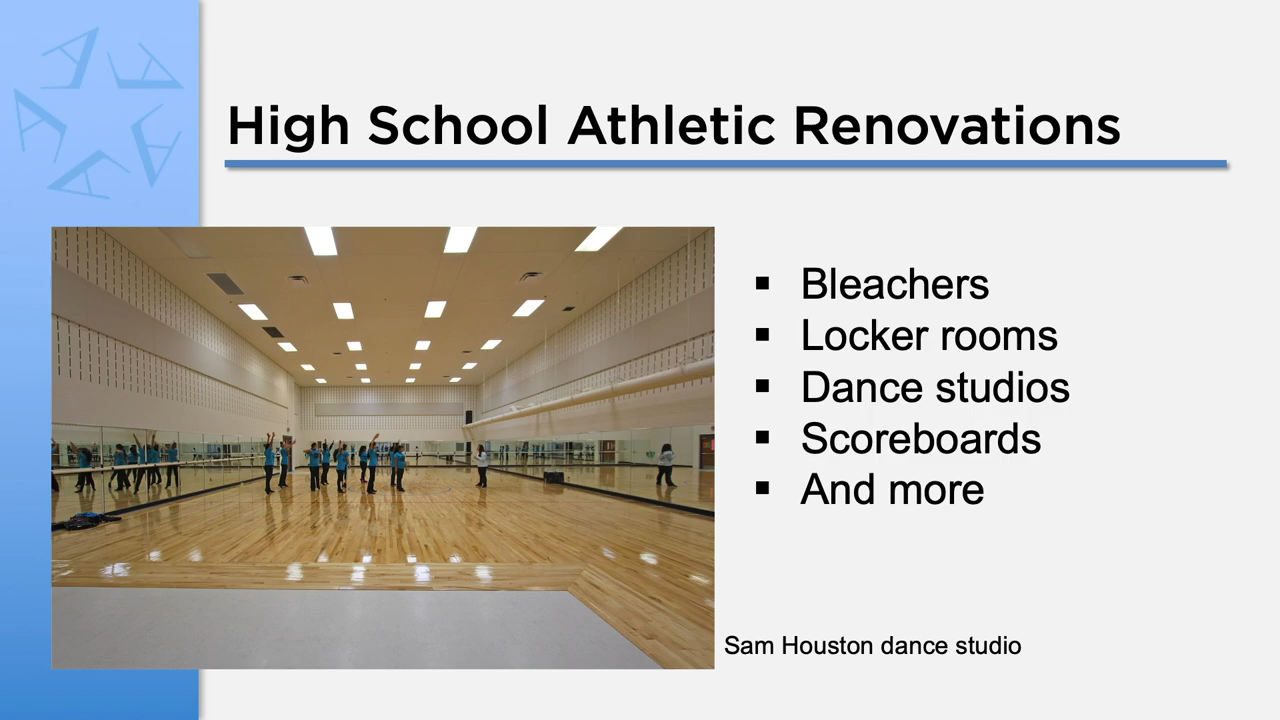 High School Athletic Renovations
▪ Bleachers
▪ Locker rooms
▪ Dance studios
▪ Scoreboards
▪ And more
Sam Houston dance studio